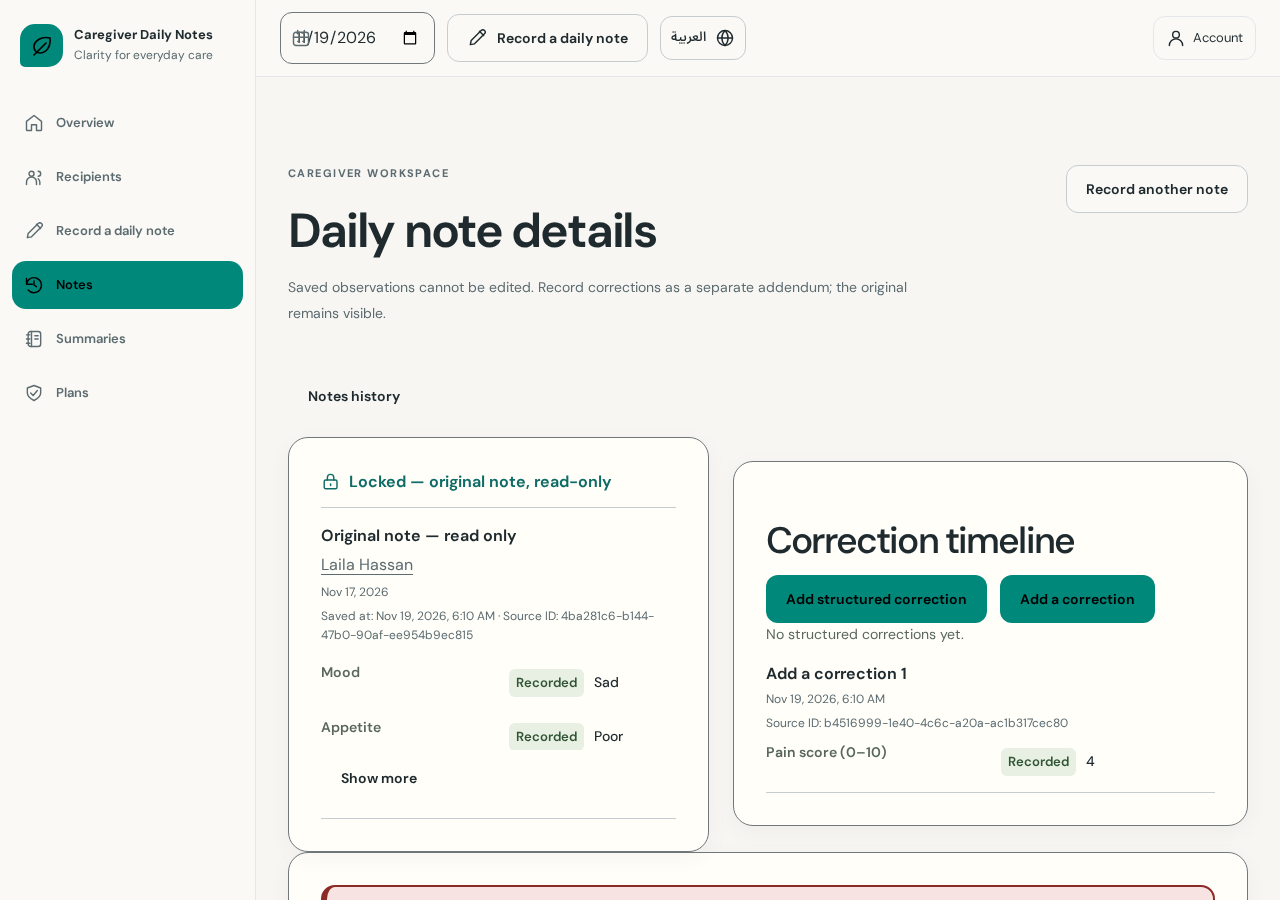 Caregiver Daily Notes
Clarity for everyday care
Overview
Recipients
Record a daily note
Notes
Summaries
Plans
/19/2026
Record a daily note
العربية
Account
CAREGIVER WORKSPACE
Record another note
Daily note details
Saved observations cannot be edited. Record corrections as a separate addendum; the original
remains visible.
Notes history
Locked — original note, read-only
Original note — read only
Laila Hassan
Nov 17, 2026
Saved at: Nov 19, 2026, 6:10 AM · Source ID: 4ba281c6-b144-
47b0-90af-ee954b9ec815
Mood
Recorded Sad
Appetite
Recorded Poor
Show more
Correction timeline
Add structured correction
Add a correction
No structured corrections yet.
Add a correction 1
Nov 19, 2026, 6:10 AM
Source ID: b4516999-1e40-4c6c-a20a-ac1b317cec80
Pain score (0–10)
Recorded 4